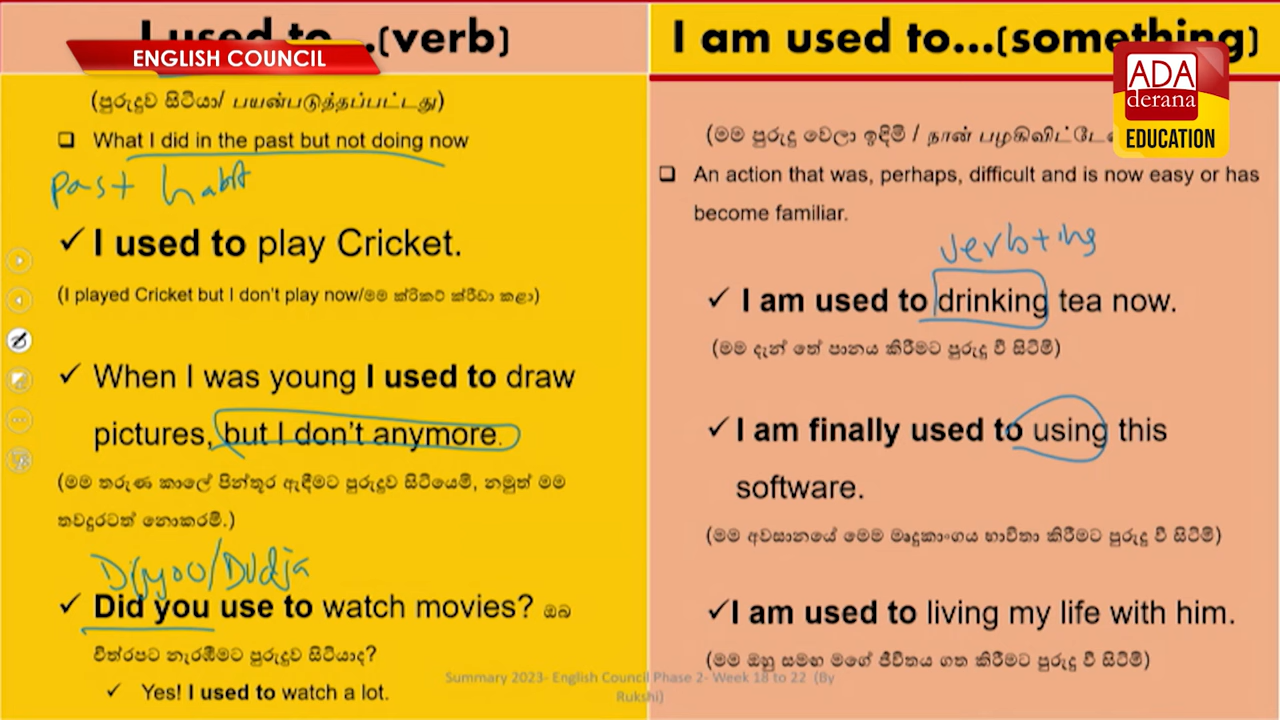 I used to...(verb)
ENGLISH COUNCIL
(පුරුදුව සිටියා/ பயன்படுத்தப்பட்டது)
What I did in the past but not doing now
past habit
I used to play Cricket.
(I played Cricket but I don't play now/මම ක්රිකට් ක්රීඩා කළා)
When I was young I used to draw
pictures, but I don't anymore.
(මම තරුණ කාලේ පින්තූර ඇඳීමට පුරුදුව සිටියෙමි, නමුත් මම
තවදුරටත් නොකරමි.)
Did you use to watch movies? ඔබ
චිත්රපට නැරඹීමට පුරුදුව සිටියාද?
Yes! I used to watch a lot.
I am used to...(something)
ADA
derana
EDUCATION
(මම පුරුදු වෙලා ඉඳිමි / நான்
An action that was, perhaps, difficult and is now easy or has
become familiar.
verb+ing
I am used to drinking tea now.
(මම දැන් තේ පානය කිරීමට පුරුදු වී සිටිමි)
I am finally used to using this
software.
(මම අවසානයේ මෙම මෘදුකාංගය භාවිතා කිරීමට පුරුදු වී සිටිමි)
I am used to living my life with him.
(මම ඔහු සමඟ මගේ ජීවිතය ගත කිරීමට පුරුදු වී සිටිමි)
Summary 2023- English Council Phase 2- Week 18 to 22 (By
Rukshi)